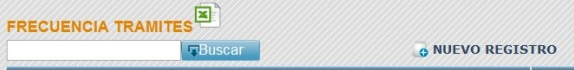 FRECUENCIA TRAMITES
Buscar
NUEVO REGISTRO